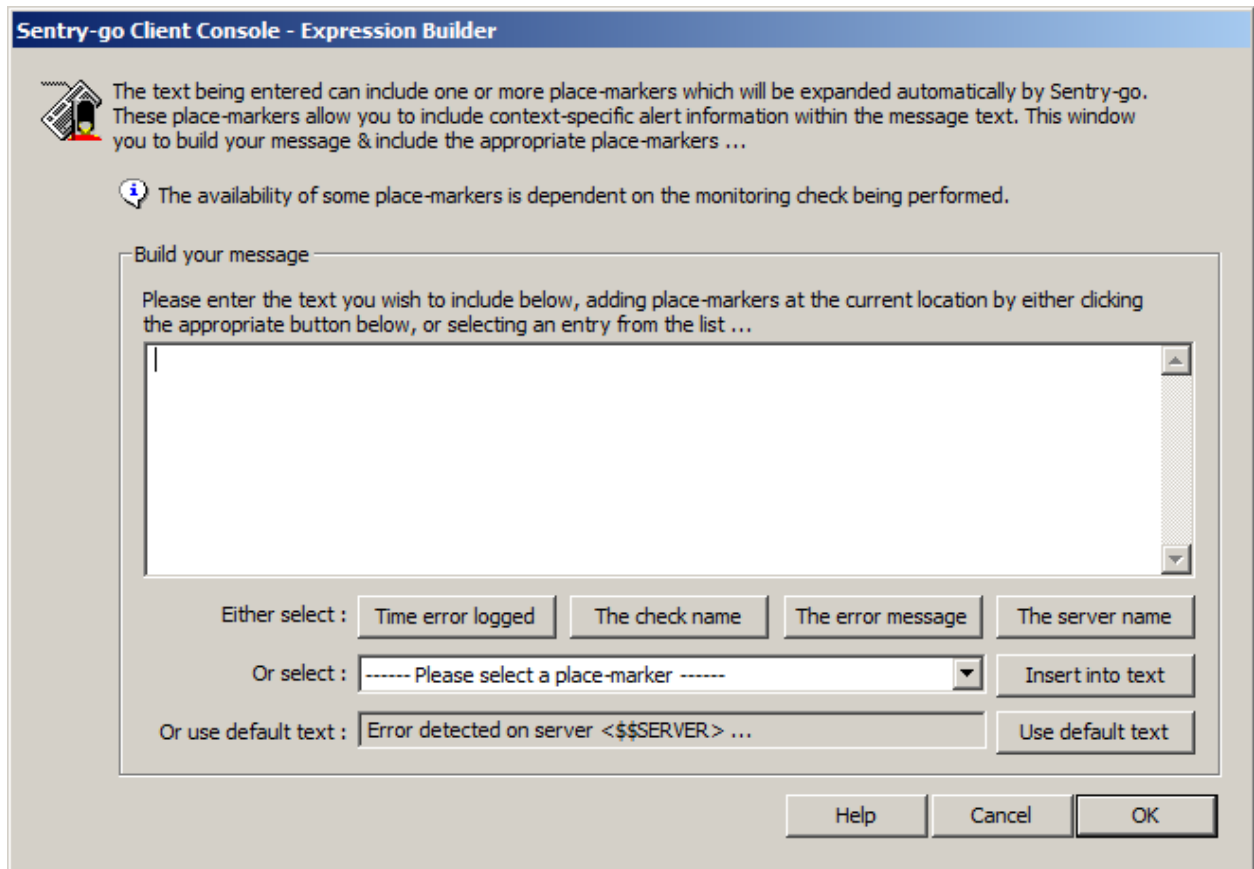 Sentry-go Client Console - Expression Builder
The text being entered can include one or more place-markers which will be expanded automatically by Sentry-go.
These place-markers allow you to include context-specific alert information within the message text. This window
you to build your message & include the appropriate place-markers ...
The availability of some place-markers is dependent on the monitoring check being performed.
Build your message
Please enter the text you wish to include below, adding place-markers at the current location by either clicking
the appropriate button below, or selecting an entry from the list ...
Either select : Time error logged The check name The error message The server name
Or select : ------ Please select a place-marker ------ Insert into text
Or use default text : Error detected on server <$$SERVER> ... Use default text
Help Cancel OK